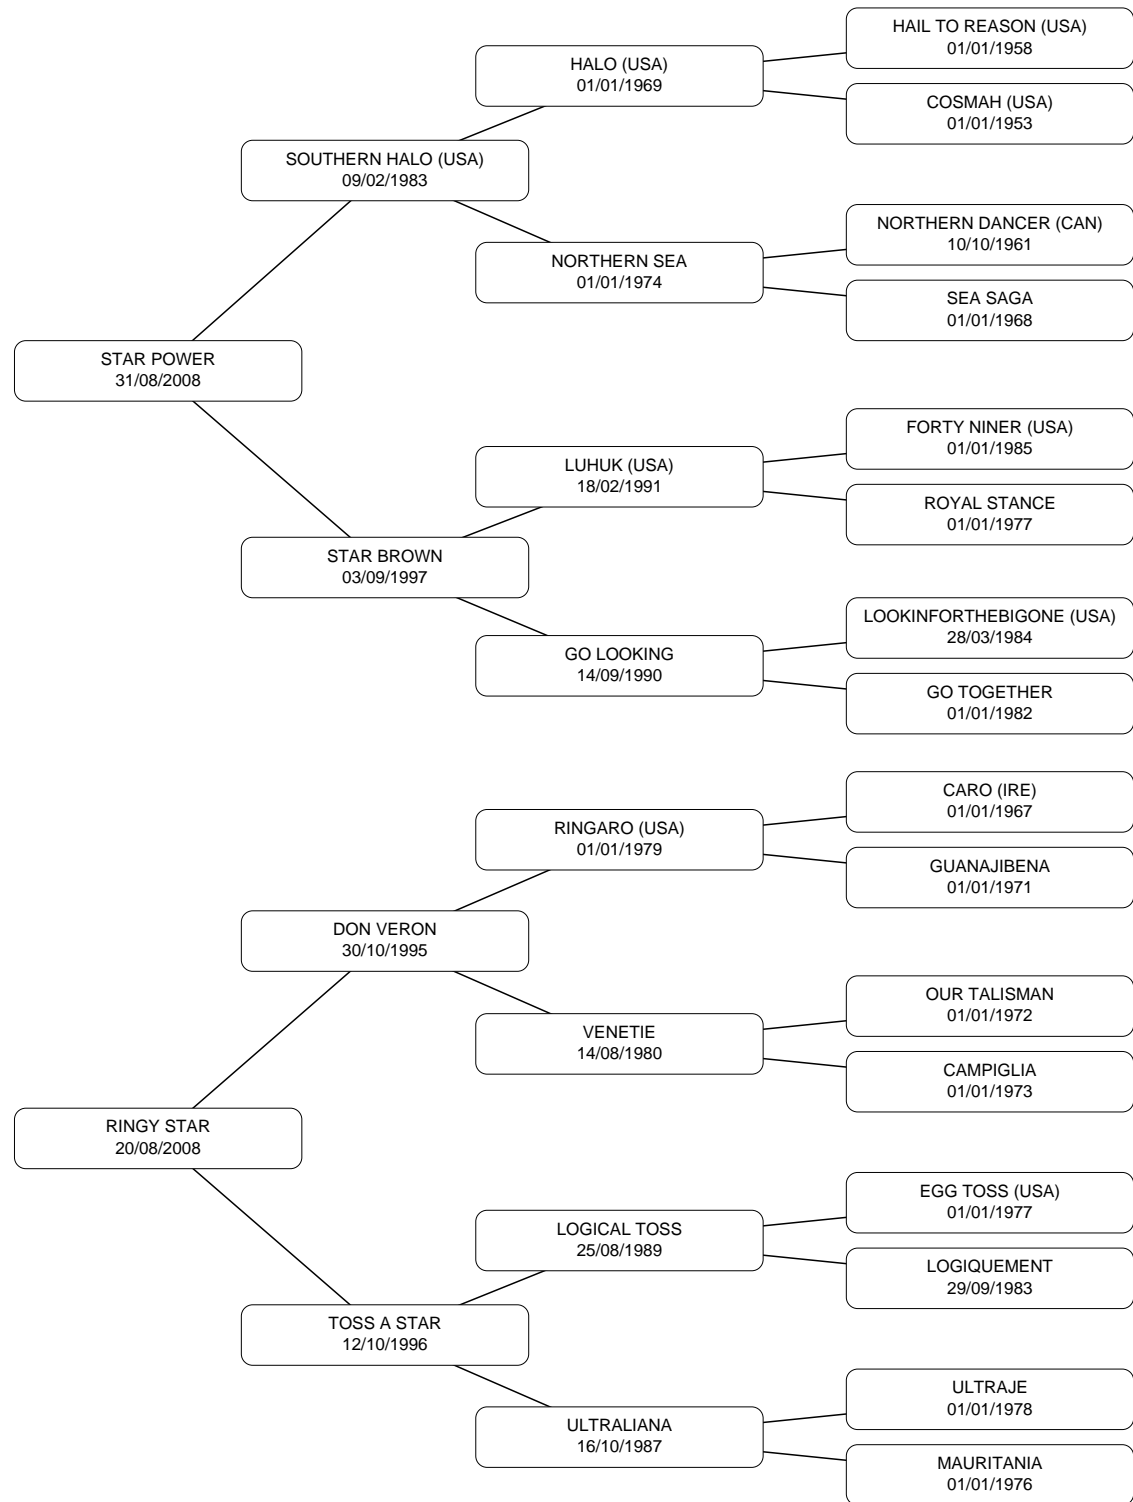 HAIL TO REASON (USA)
01/01/1958
HALO (USA)
01/01/1969
COSMAH (USA)
01/01/1953
SOUTHERN HALO (USA)
09/02/1983
NORTHERN DANCER (CAN)
10/10/1961
NORTHERN SEA
01/01/1974
SEA SAGA
01/01/1968
STAR POWER
31/08/2008
FORTY NINER (USA)
01/01/1985
LUHUK (USA)
18/02/1991
ROYAL STANCE
01/01/1977
STAR BROWN
03/09/1997
LOOKINFORTHEBIGONE (USA)
28/03/1984
GO LOOKING
14/09/1990
GO TOGETHER
01/01/1982
CARO (IRE)
01/01/1967
RINGARO (USA)
01/01/1979
GUANAJIBENA
01/01/1971
DON VERON
30/10/1995
OUR TALISMAN
01/01/1972
VENETIE
14/08/1980
CAMPIGLIA
01/01/1973
RINGY STAR
20/08/2008
EGG TOSS (USA)
01/01/1977
LOGICAL TOSS
25/08/1989
LOGIQUEMENT
29/09/1983
TOSS A STAR
12/10/1996
ULTRAJE
01/01/1978
ULTRALIANA
16/10/1987
MAURITANIA
01/01/1976